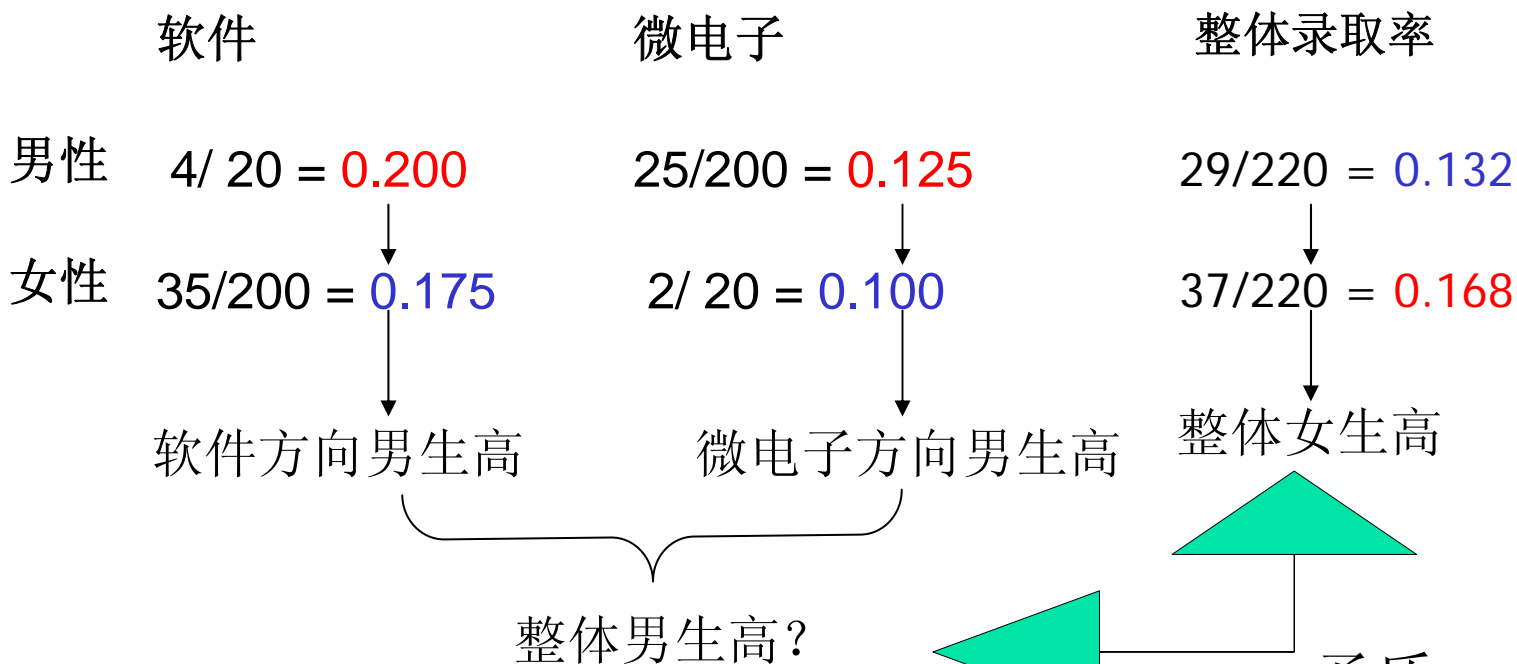 软件 微电子 整体录取率
男性 4/ 20 = 0.200 25/200 = 0.125 29/220 = 0.132
女性 35/200 = 0.175 2/ 20 = 0.100 37/220 = 0.168
软件方向男生高 微电子方向男生高 整体女生高
整体男生高?